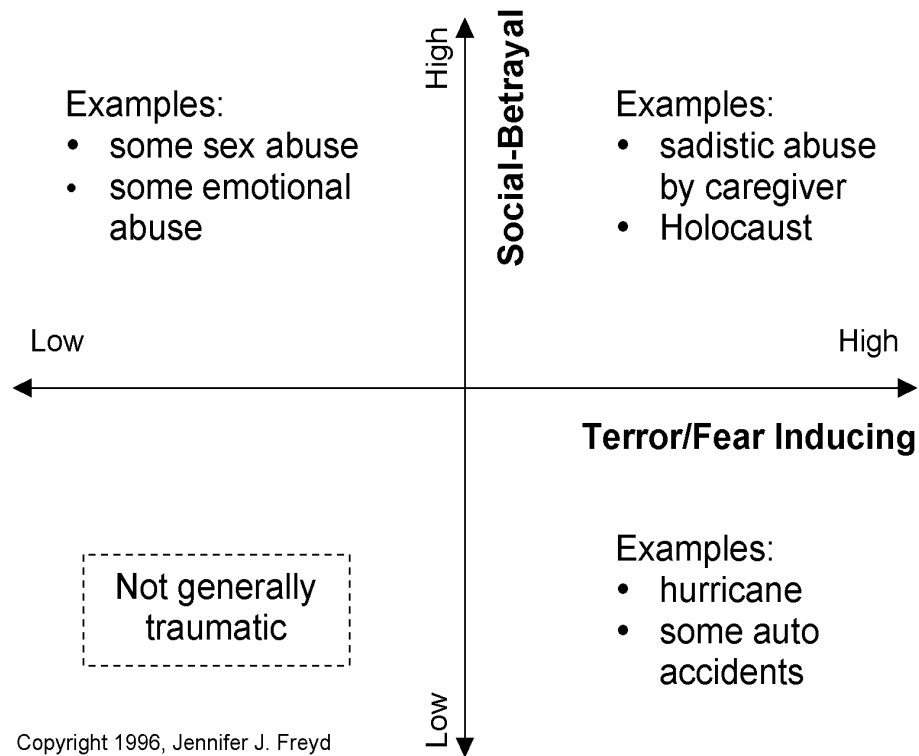 High
Social-Betrayal
Examples:
• some sex abuse
• some emotional
abuse
Examples:
• sadistic abuse
by caregiver
• Holocaust
Low
High
Terror/Fear Inducing
Not generally
traumatic
Examples:
• hurricane
• some auto
accidents
Low
Copyright 1996, Jennifer J. Freyd